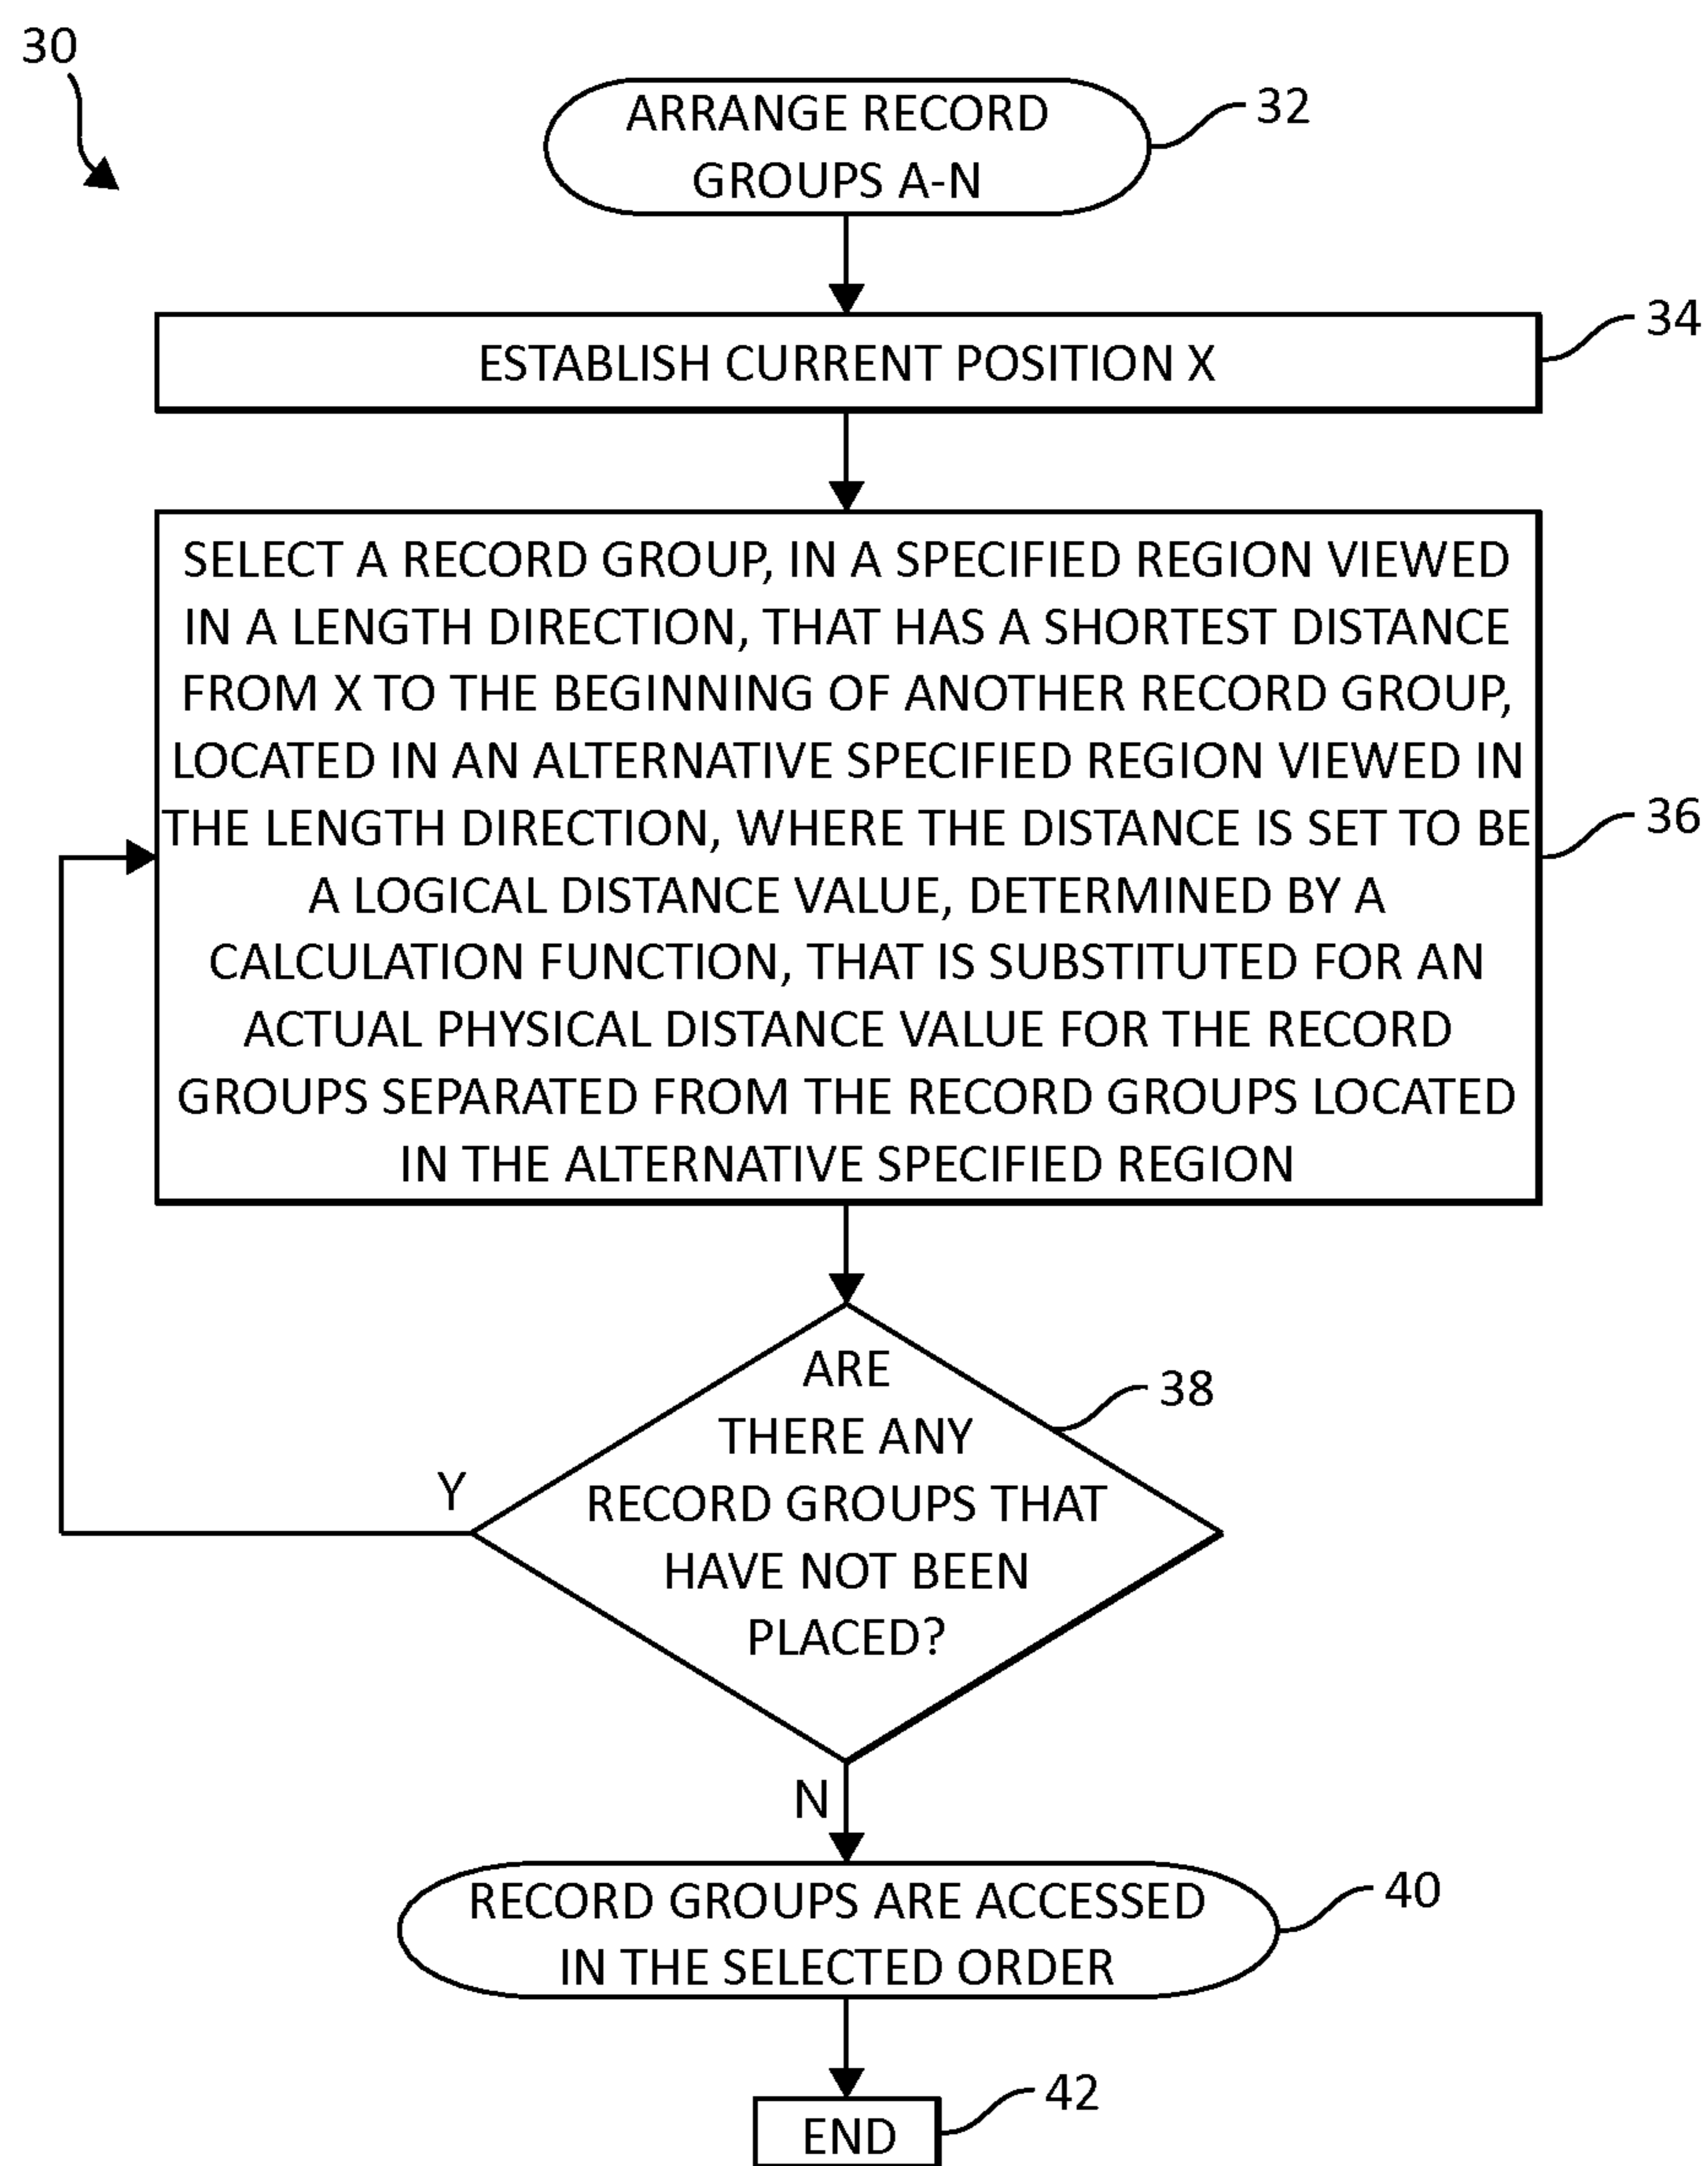 30
ARRANGE RECORD
GROUPS A-N
32
ESTABLISH CURRENT POSITION X
34
SELECT A RECORD GROUP, IN A SPECIFIED REGION VIEWED
IN A LENGTH DIRECTION, THAT HAS A SHORTEST DISTANCE
FROM X TO THE BEGINNING OF ANOTHER RECORD GROUP,
LOCATED IN AN ALTERNATIVE SPECIFIED REGION VIEWED IN
THE LENGTH DIRECTION, WHERE THE DISTANCE IS SET TO BE
A LOGICAL DISTANCE VALUE, DETERMINED BY A
CALCULATION FUNCTION, THAT IS SUBSTITUTED FOR AN
ACTUAL PHYSICAL DISTANCE VALUE FOR THE RECORD
GROUPS SEPARATED FROM THE RECORD GROUPS LOCATED
IN THE ALTERNATIVE SPECIFIED REGION
36
ARE
THERE ANY
RECORD GROUPS THAT
HAVE NOT BEEN
PLACED?
38
Y
N
RECORD GROUPS ARE ACCESSED
IN THE SELECTED ORDER
40
END
42